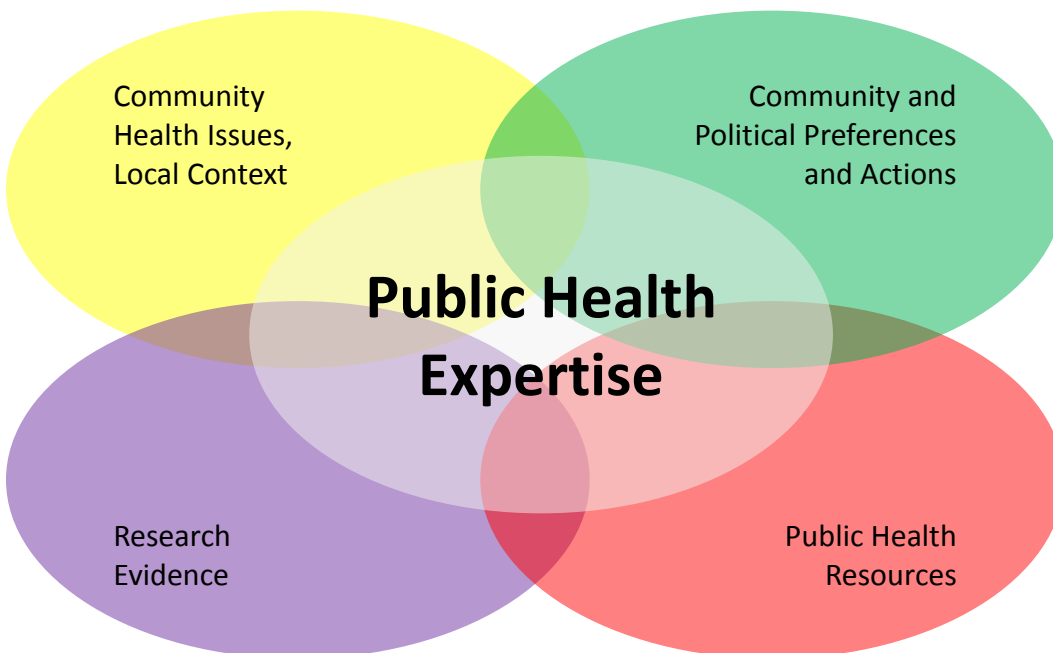 Community
Health Issues,
Local Context
Community and
Political Preferences
and Actions
Public Health
Expertise
Research
Evidence
Public Health
Resources